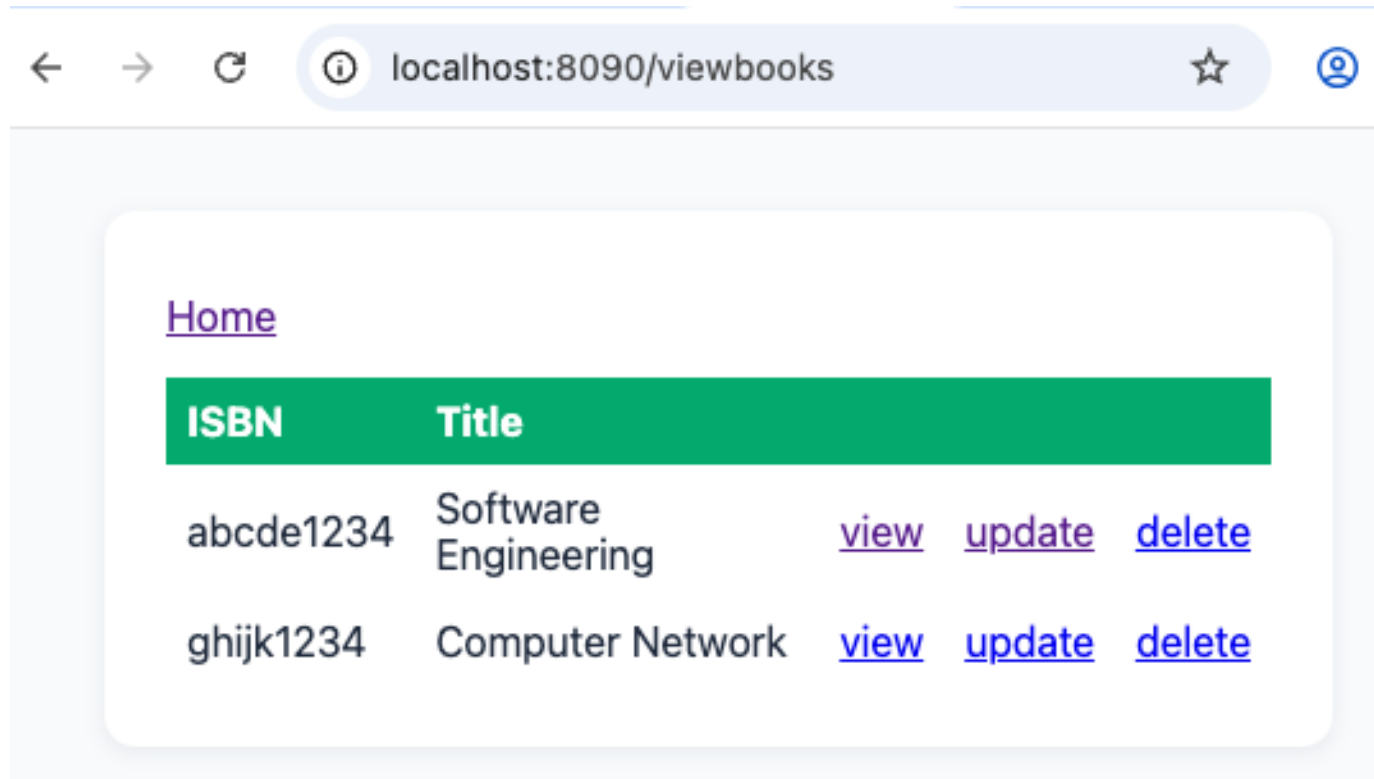 localhost:8090/viewbooks
Home
ISBN Title
abcde1234 Software Engineering view update delete
ghijk1234 Computer Network view update delete